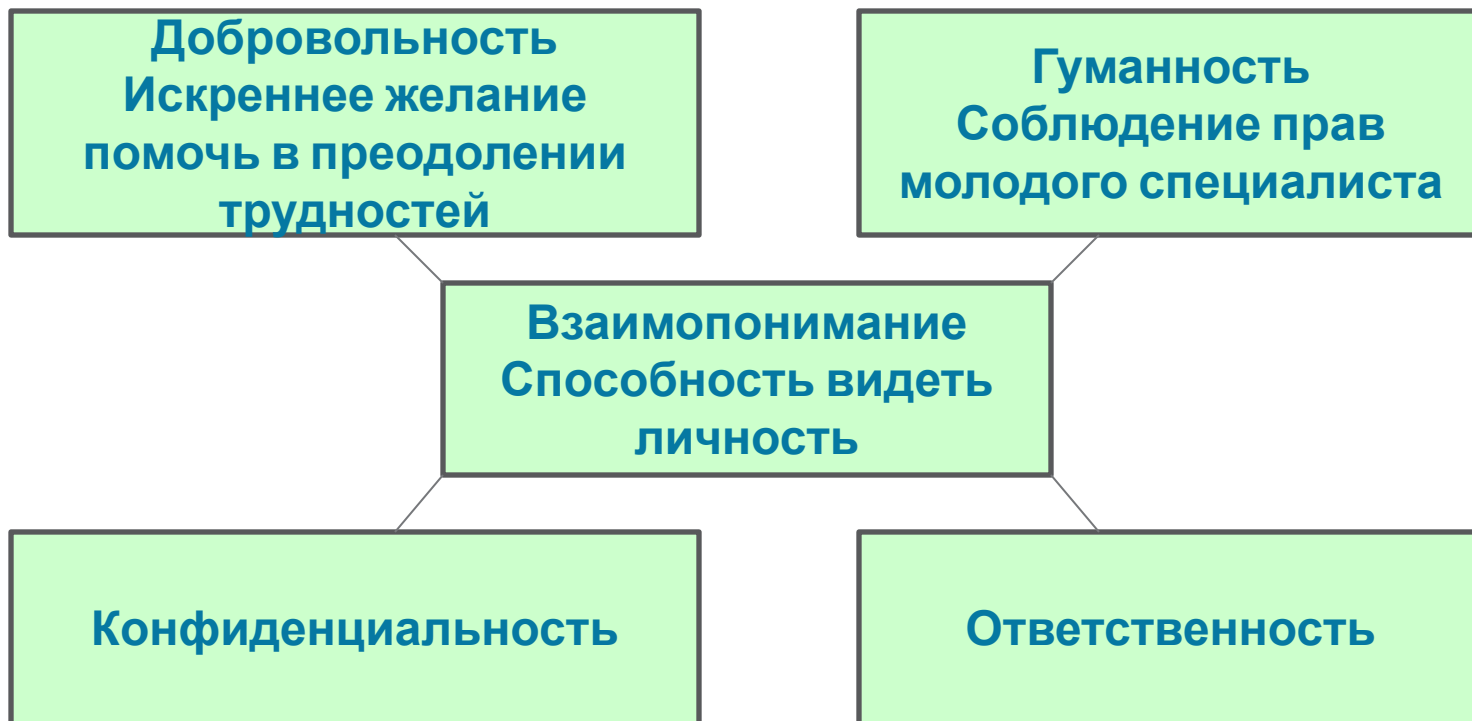 Добровольность
Искреннее желание
помочь в преодолении
трудностей
Гуманность
Соблюдение прав
молодого специалиста
Взаимопонимание
Способность видеть
личность
Конфиденциальность
Ответственность